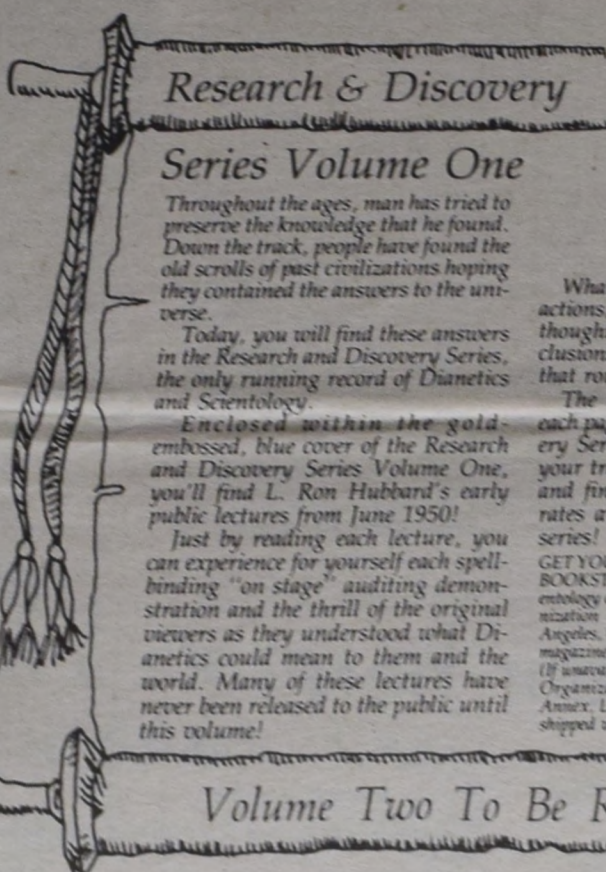 Research & Discovery
Series Volume One
Throughout the ages, man has tried to
preserve the knowledge that he found.
Down the track, people have found the
old scrolls of past civilizations hoping
they contained the answers to the uni-
verse.
Today, you will find these answers
in the Research and Discovery Series,
the only running record of Dianetics
and Scientology.
Enclosed within the gold-
embossed, blue cover of the Research
and Discovery Series Volume One,
you'll find L. Ron Hubbard's early
public lectures from June 1950!
Just by reading each lecture, you
can experience for yourself each spell-
binding "on stage" auditing demon-
stration and the thrill of the original
viewers as they understood what Di-
anetics could mean to them and the
world. Many of these lectures have
never been released to the public until
this volume!
Wha
actions
though
clusion
that ro
The
each pa
ery Ser
your tr
and fin
rates a
series!
GET YOU
BOOKST
entology
nization
Angeles,
magazine
(If unava
Organiz
Annex, L
shipped
Volume Two To Be